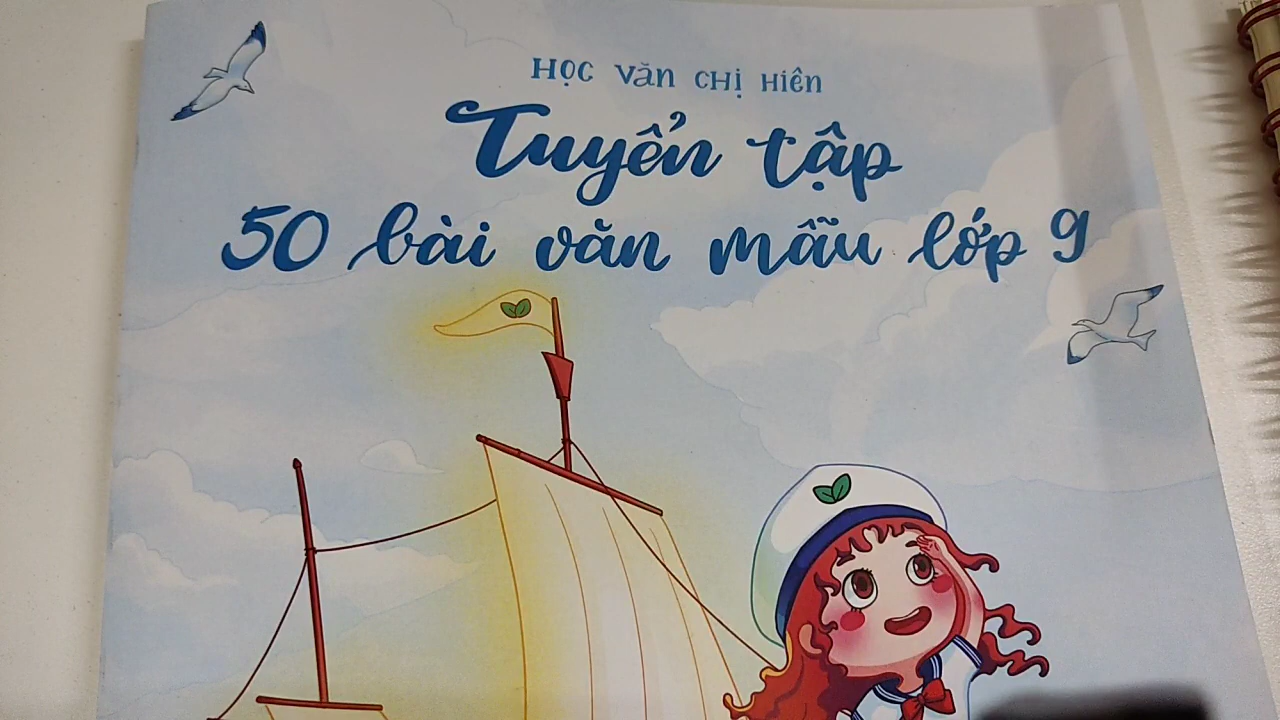 Học Văn Chị Hiên
Tuyển tập
50 bài văn mẫu lớp 9